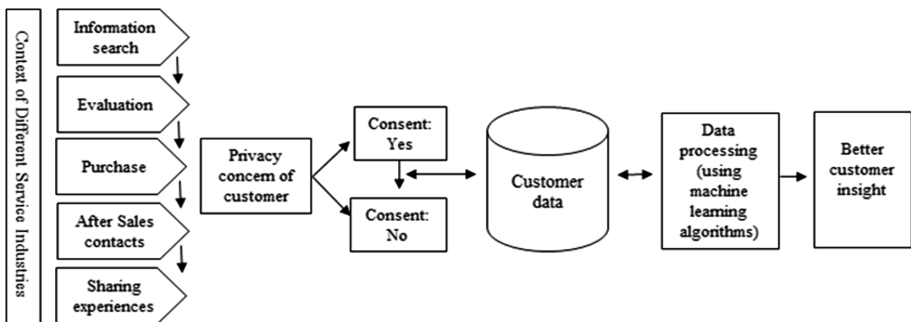 Context of Different Service Industries
Information
search
Evaluation
Purchase
After Sales
contacts
Sharing
experiences
Privacy
concern of
customer
Consent:
Yes
Consent:
No
Customer
data
Data
processing
(using
machine
learning
algorithms)
Better
customer
insight